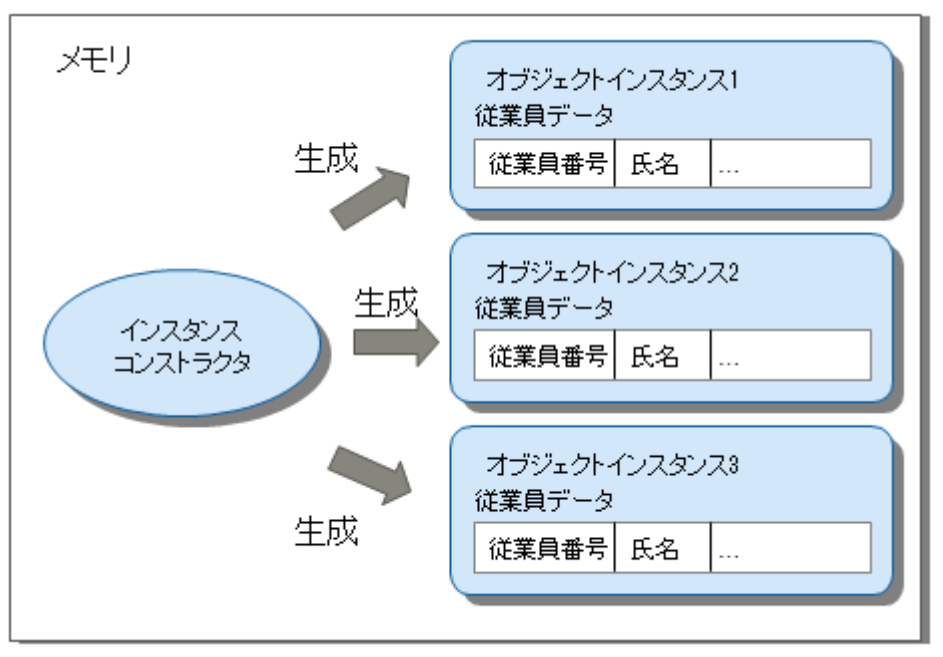 メモリ
オブジェクトインスタンス1
従業員データ
従業員番号 氏名 ...
生成
オブジェクトインスタンス2
従業員データ
従業員番号 氏名 ...
生成
インスタンス
コンストラクタ
オブジェクトインスタンス3
従業員データ
従業員番号 氏名 ...
生成